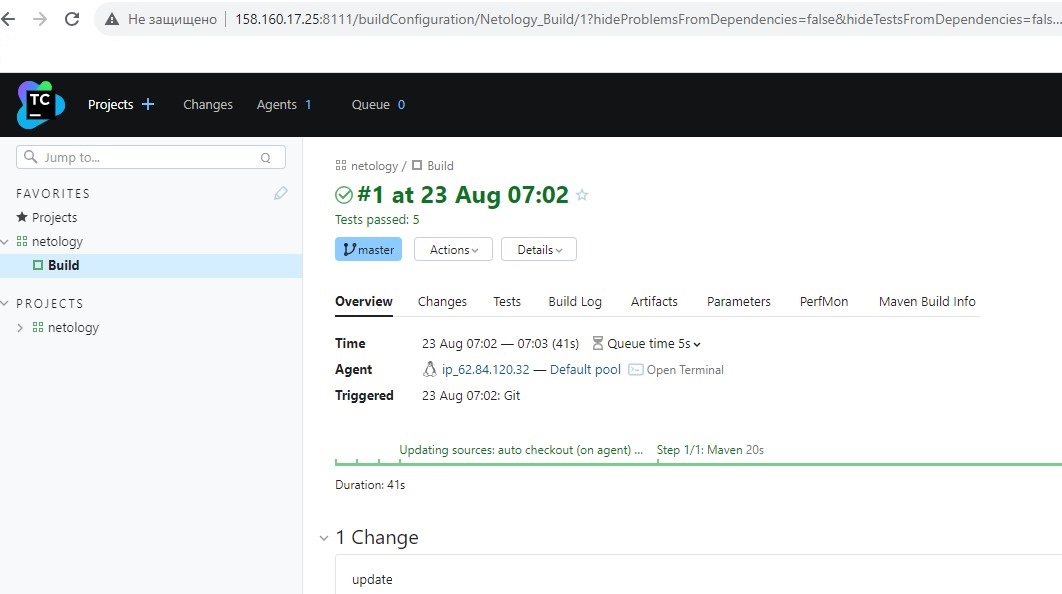 Не защищено 158.160.17.25:8111/buildConfiguration/Netology_Build/1?hideProblemsFromDependencies=false&hideTestsFromDependencies=fals...
TC
Projects Changes Agents 1 Queue 0
Jump to... Q
FAVORITES
Projects
netology
Build
PROJECTS
netology
netology / Build
#1 at 23 Aug 07:02
Tests passed: 5
master Actions Details
Overview Changes Tests Build Log Artifacts Parameters PerfMon Maven Build Info
Time 23 Aug 07:02 — 07:03 (41s) Queue time 5s
Agent ip_62.84.120.32 — Default pool Open Terminal
Triggered 23 Aug 07:02: Git
Updating sources: auto checkout (on agent) ... Step 1/1: Maven 20s
Duration: 41s
1 Change
update